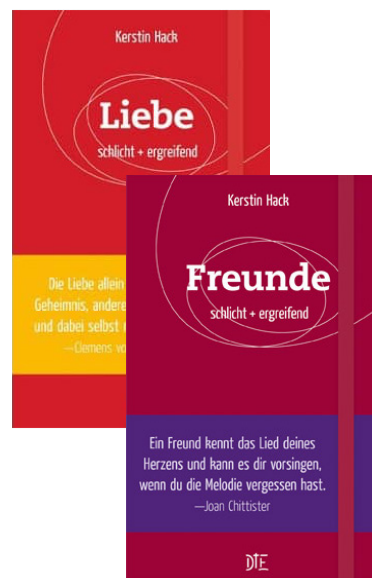 Kerstin Hack
Liebe
schlicht + ergreifend
Die Liebe allein
Geheimnis, andere
und dabei selbst
—Clemens vo
Kerstin Hack
Freunde
schlicht + ergreifend
Ein Freund kennt das Lied deines
Herzens und kann es dir vorsingen,
wenn du die Melodie vergessen hast.
—Joan Chittister
DTE